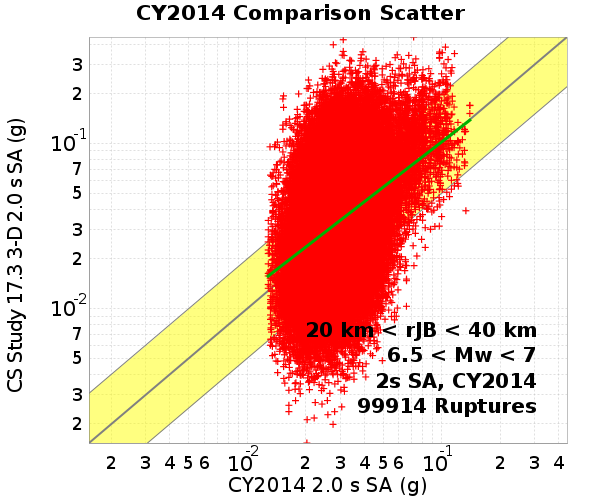 CY2014 Comparison Scatter
CS Study 17.3 3-D 2.0 s SA (g)
3
2
10⁻¹
7
5
3
2
10⁻²
7
5
3
2
20 km < rJB < 40 km
6.5 < Mw < 7
2s SA, CY2014
99914 Ruptures
2 3 4 5 6 10⁻² 2 3 4 5 6 10⁻¹ 2 3 4
CY2014 2.0 s SA (g)